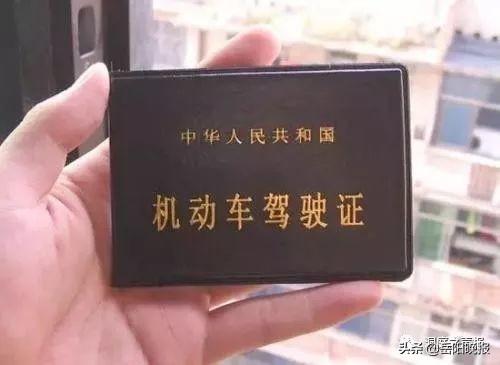 中华人民共和国
机动车驾驶证
头条 @岳阳晚报